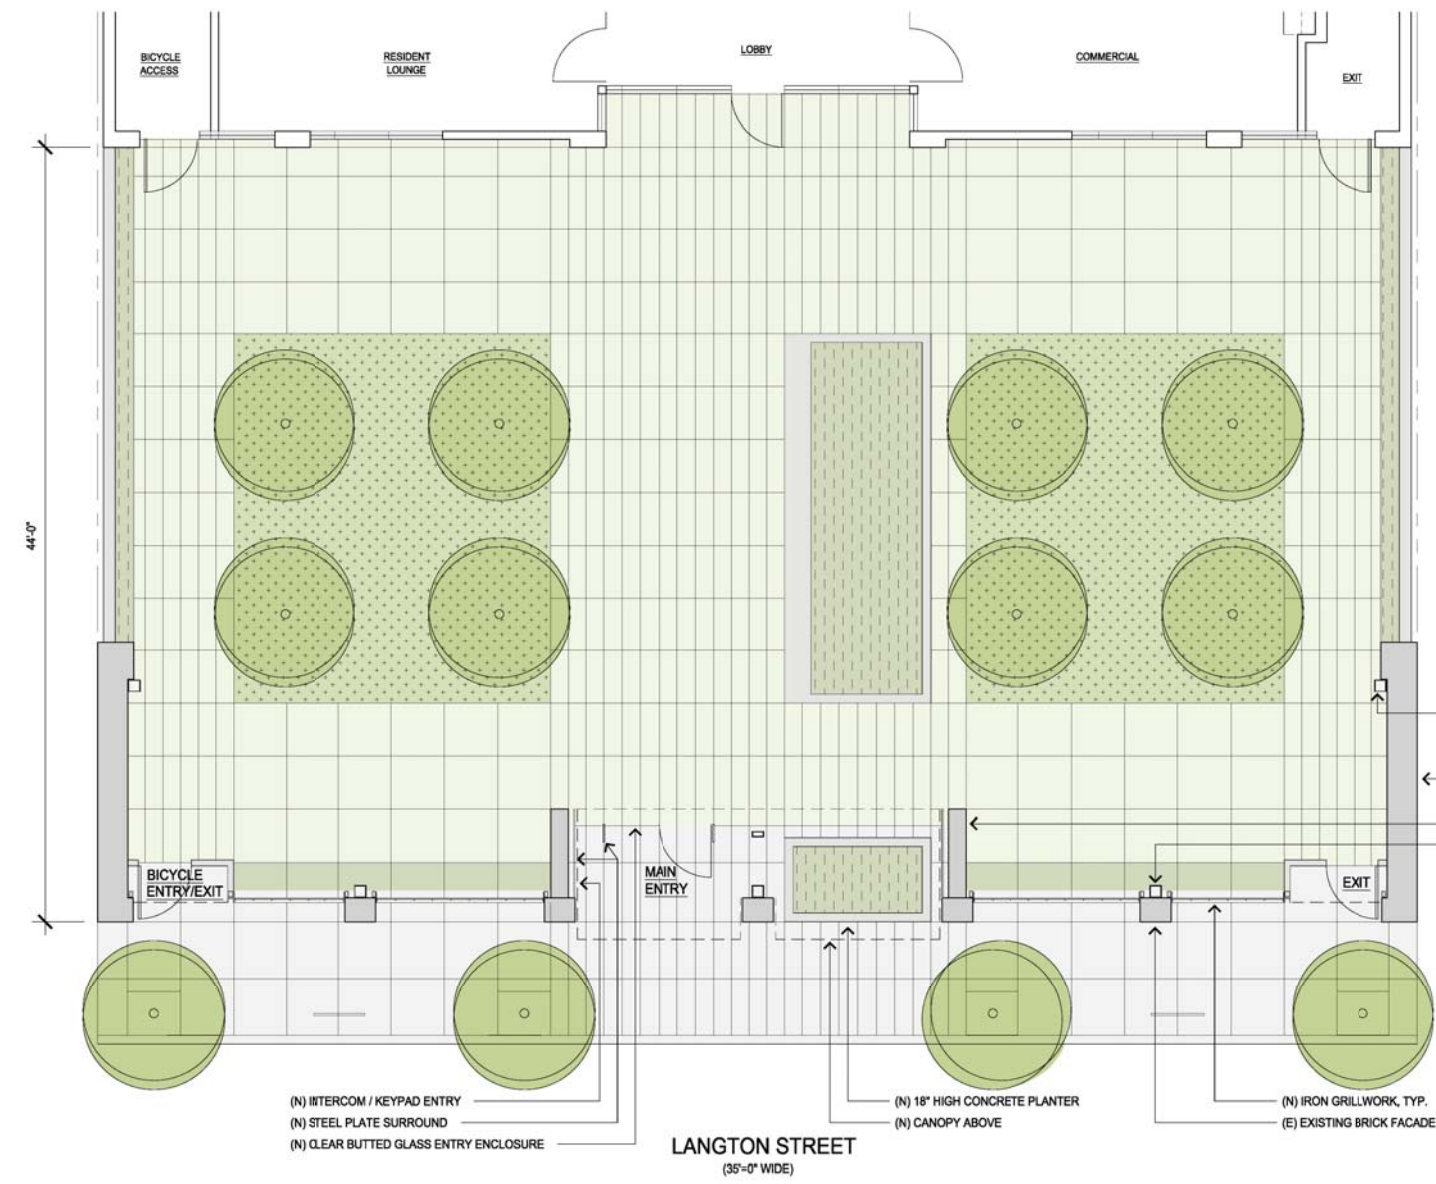 BICYCLE
ACCESS
RESIDENT
LOUNGE
LOBBY
COMMERCIAL
EXIT
44'-0"
BICYCLE
ENTRY/EXIT
MAIN
ENTRY
EXIT
(N) INTERCOM / KEYPAD ENTRY
(N) STEEL PLATE SURROUND
(N) CLEAR BUTTED GLASS ENTRY ENCLOSURE
(N) 18" HIGH CONCRETE PLANTER
(N) CANOPY ABOVE
(N) IRON GRILLWORK, TYP.
(E) EXISTING BRICK FACADE
LANGTON STREET
(35'=0" WIDE)